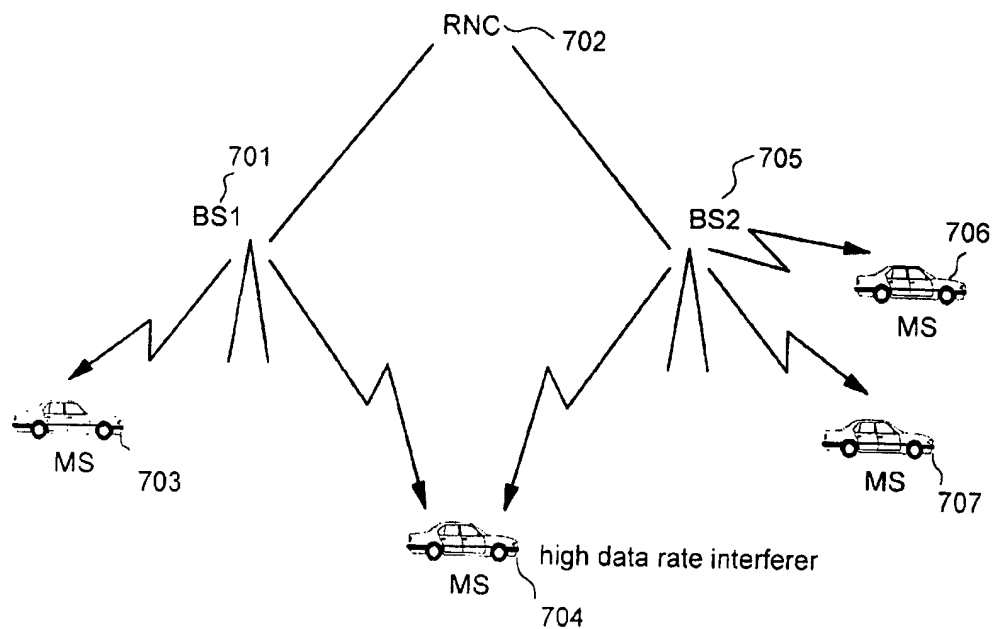 RNC 702
701
BS1
705
BS2
706
MS
MS
703
MS
707
high data rate interferer
MS
704